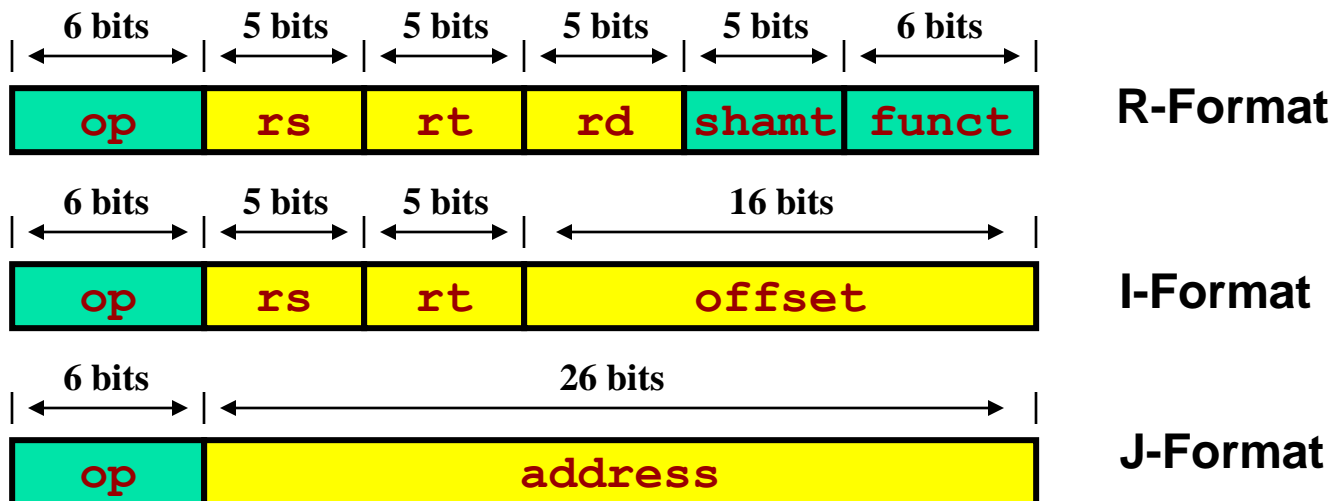 6 bits 5 bits 5 bits 5 bits 5 bits 6 bits
op rs rt rd shamt funct R-Format
6 bits 5 bits 5 bits 16 bits
op rs rt offset I-Format
6 bits 26 bits
op address J-Format